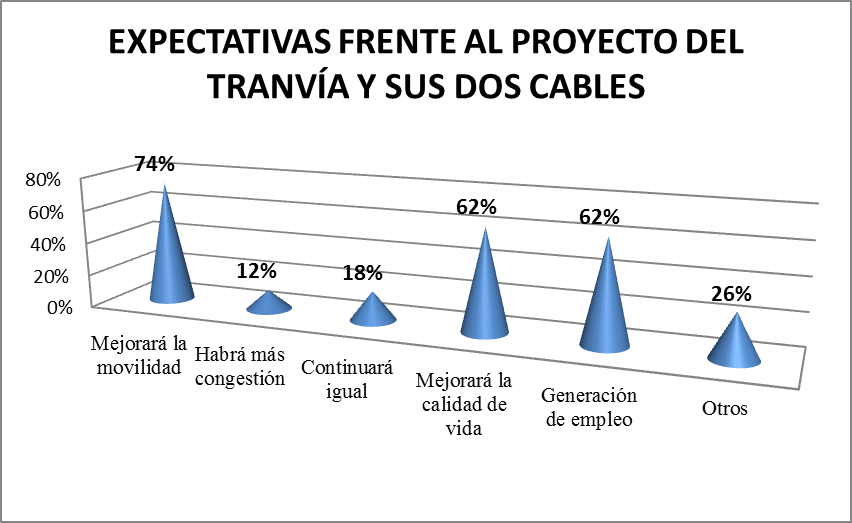 EXPECTATIVAS FRENTE AL PROYECTO DEL
TRANVÍA Y SUS DOS CABLES
80%
60%
40%
20%
0%
74%
12%
18%
62%
62%
26%
Mejorará la
movilidad
Habrá más
congestión
Continuará
igual
Mejorará la
calidad de
vida
Generación
de empleo
Otros